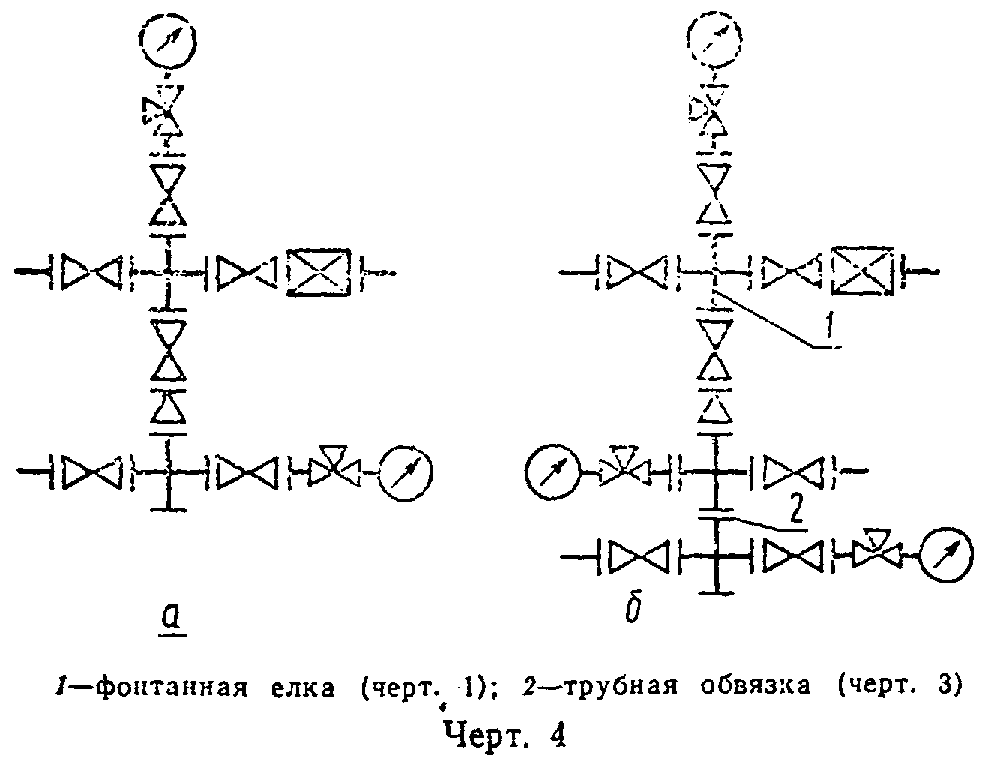 1
2
а
б
1—фонтанная елка (черт. 1); 2—трубная обвязка (черт. 3)
Черт. 4